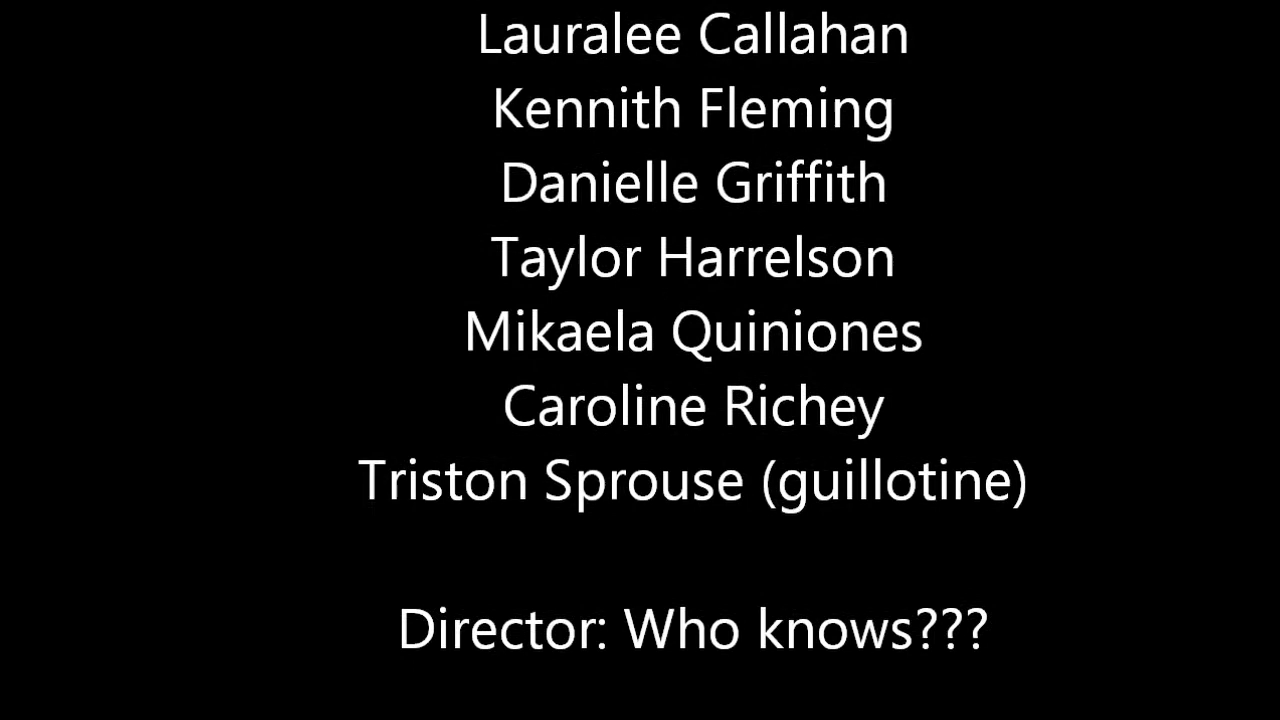 Lauralee Callahan
Kennith Fleming
Danielle Griffith
Taylor Harrelson
Mikaela Quiniones
Caroline Richey
Triston Sprouse (guillotine)
Director: Who knows???